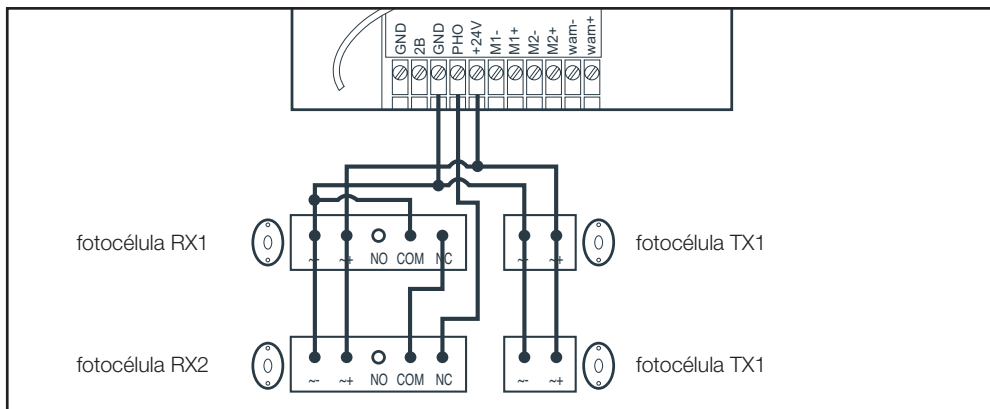 GND 2B GND PHO +24V M1- M1+ M2- M2+ wam- wam+
fotocélula RX1
~- ~+ NO COM NC
~- ~+
fotocélula TX1
fotocélula RX2
~- ~+ NO COM NC
~- ~+
fotocélula TX1